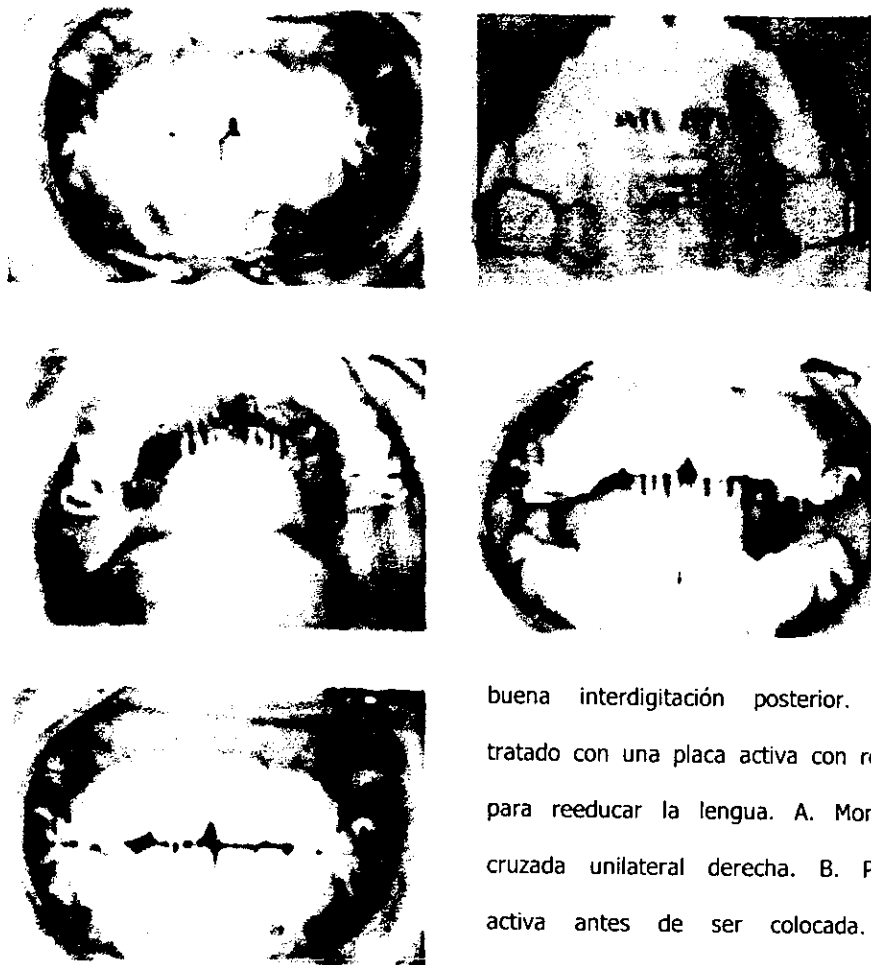 buena interdigitación posterior.
tratado con una placa activa con
para reeducar la lengua. A.
cruzada unilateral derecha. B.
activa antes de ser colocada.